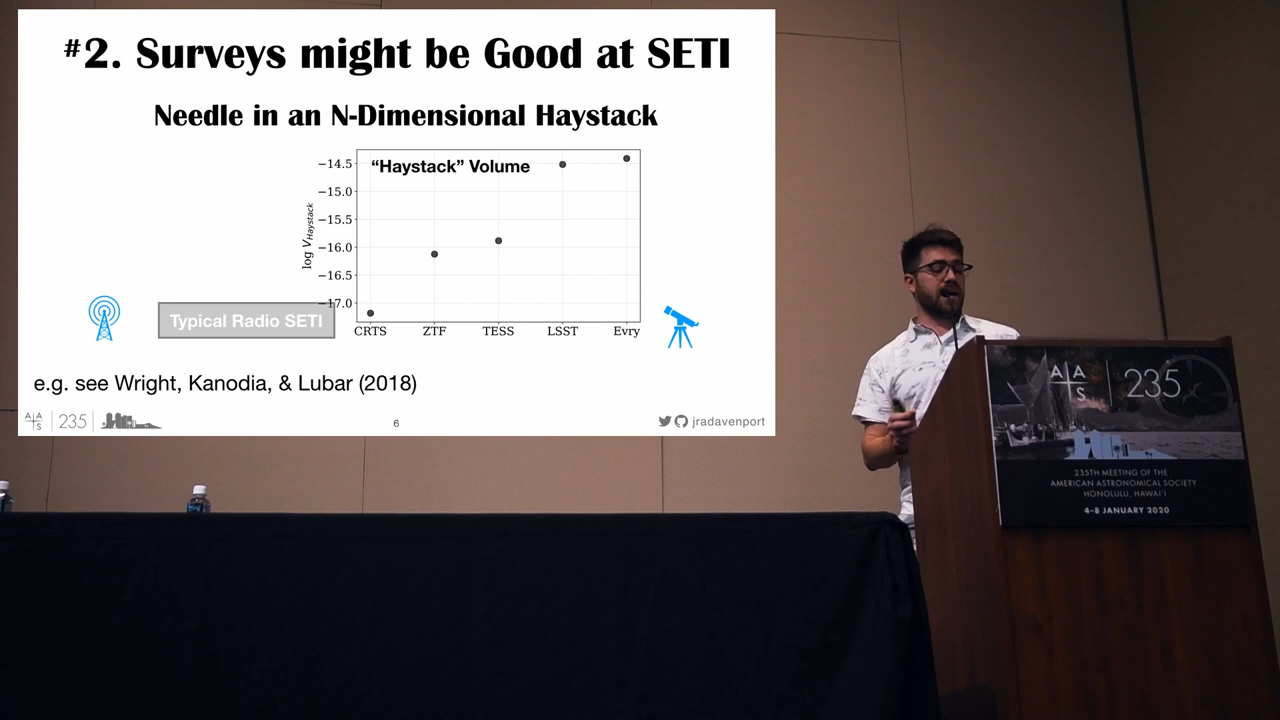 #2. Surveys might be Good at SETI
Needle in an N-Dimensional Haystack
"Haystack" Volume
log V_Haystack
−14.5
−15.0
−15.5
−16.0
−16.5
−17.0
CRTS ZTF TESS LSST Evry
Typical Radio SETI
e.g. see Wright, Kanodia, & Lubar (2018)
AAS 235
6
jradavenport
AAS 235
235TH MEETING OF THE
AMERICAN ASTRONOMICAL SOCIETY
HONOLULU, HAWAI'I
4–8 JANUARY 2020